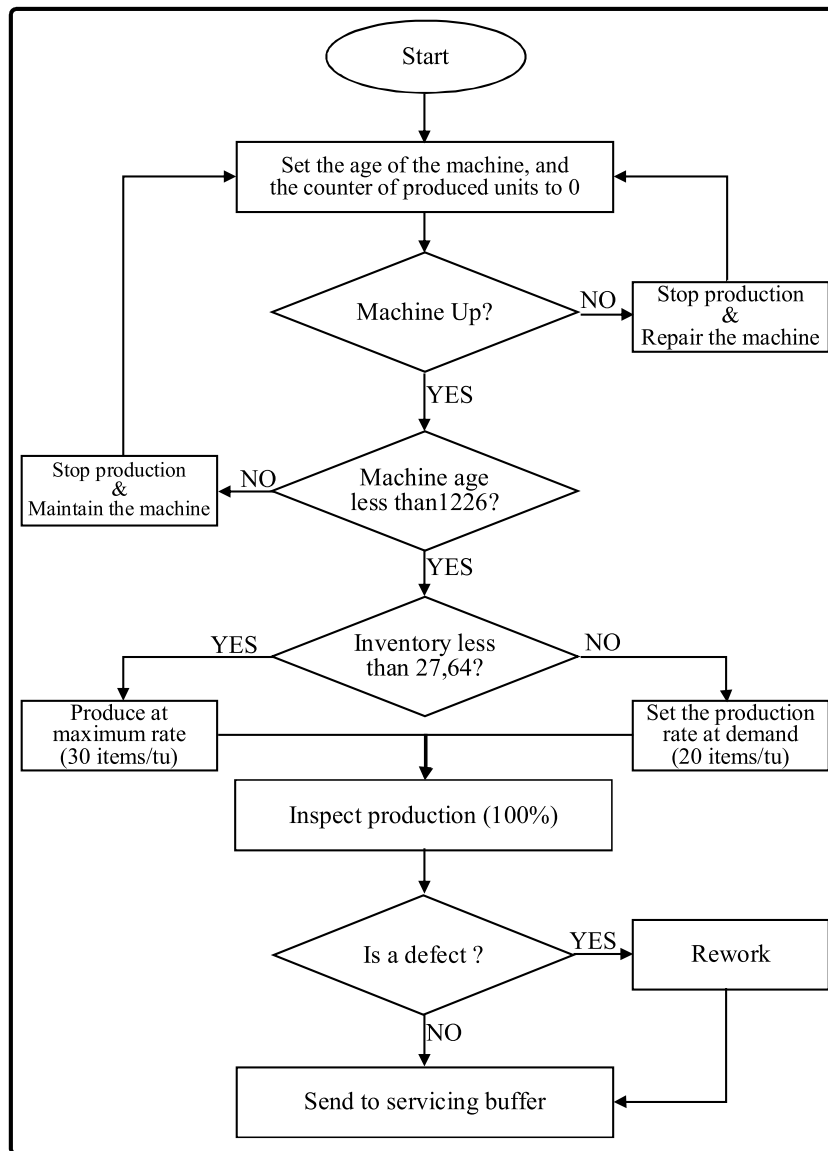 Start
Set the age of the machine, and
the counter of produced units to 0
Machine Up?
NO
Stop production
&
Repair the machine
YES
Stop production
&
Maintain the machine
NO
Machine age
less than1226?
YES
YES
Inventory less
than 27,64?
NO
Produce at
maximum rate
(30 items/tu)
Set the production
rate at demand
(20 items/tu)
Inspect production (100%)
Is a defect ?
YES
Rework
NO
Send to servicing buffer